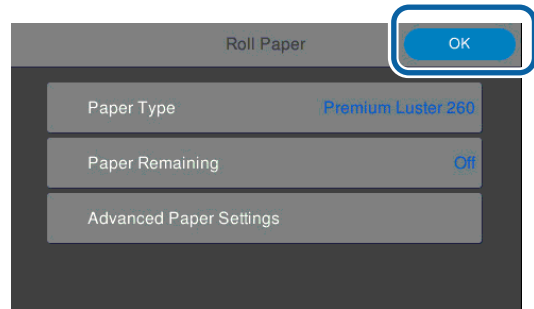 Roll Paper OK
Paper Type Premium Luster 260
Paper Remaining Off
Advanced Paper Settings